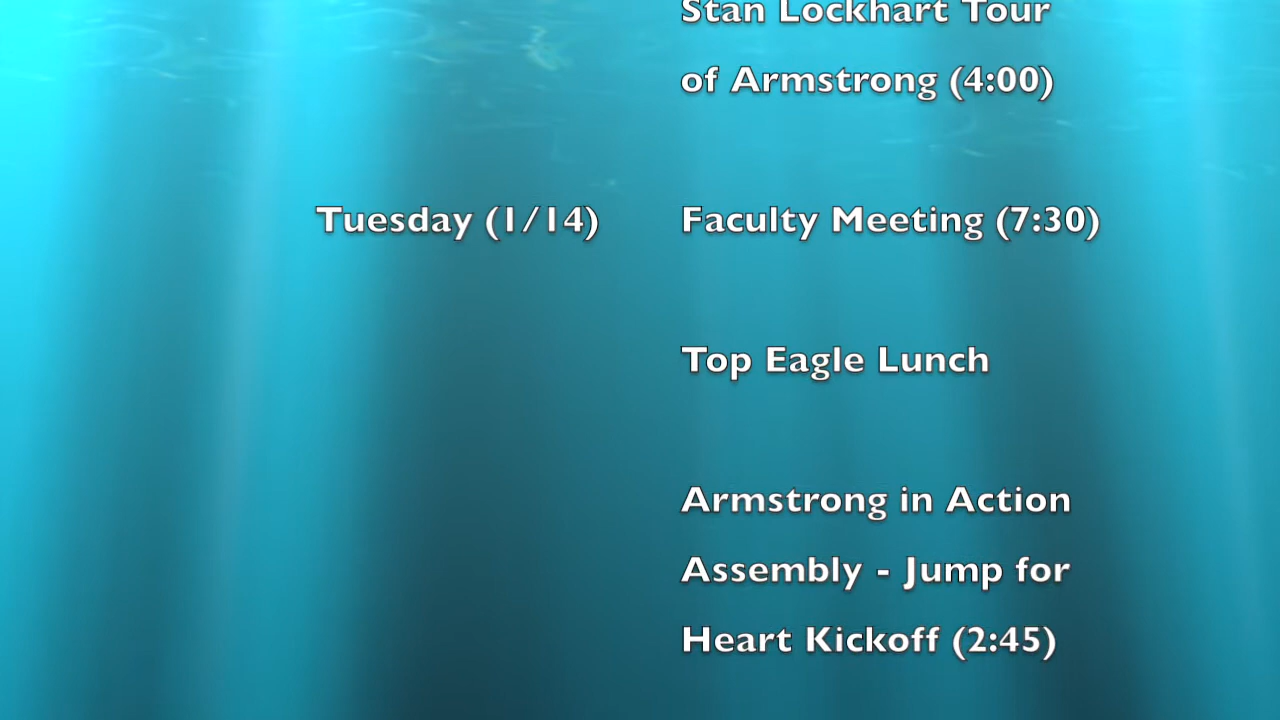 Stan Lockhart Tour
of Armstrong (4:00)
Tuesday (1/14) Faculty Meeting (7:30)
Top Eagle Lunch
Armstrong in Action
Assembly - Jump for
Heart Kickoff (2:45)